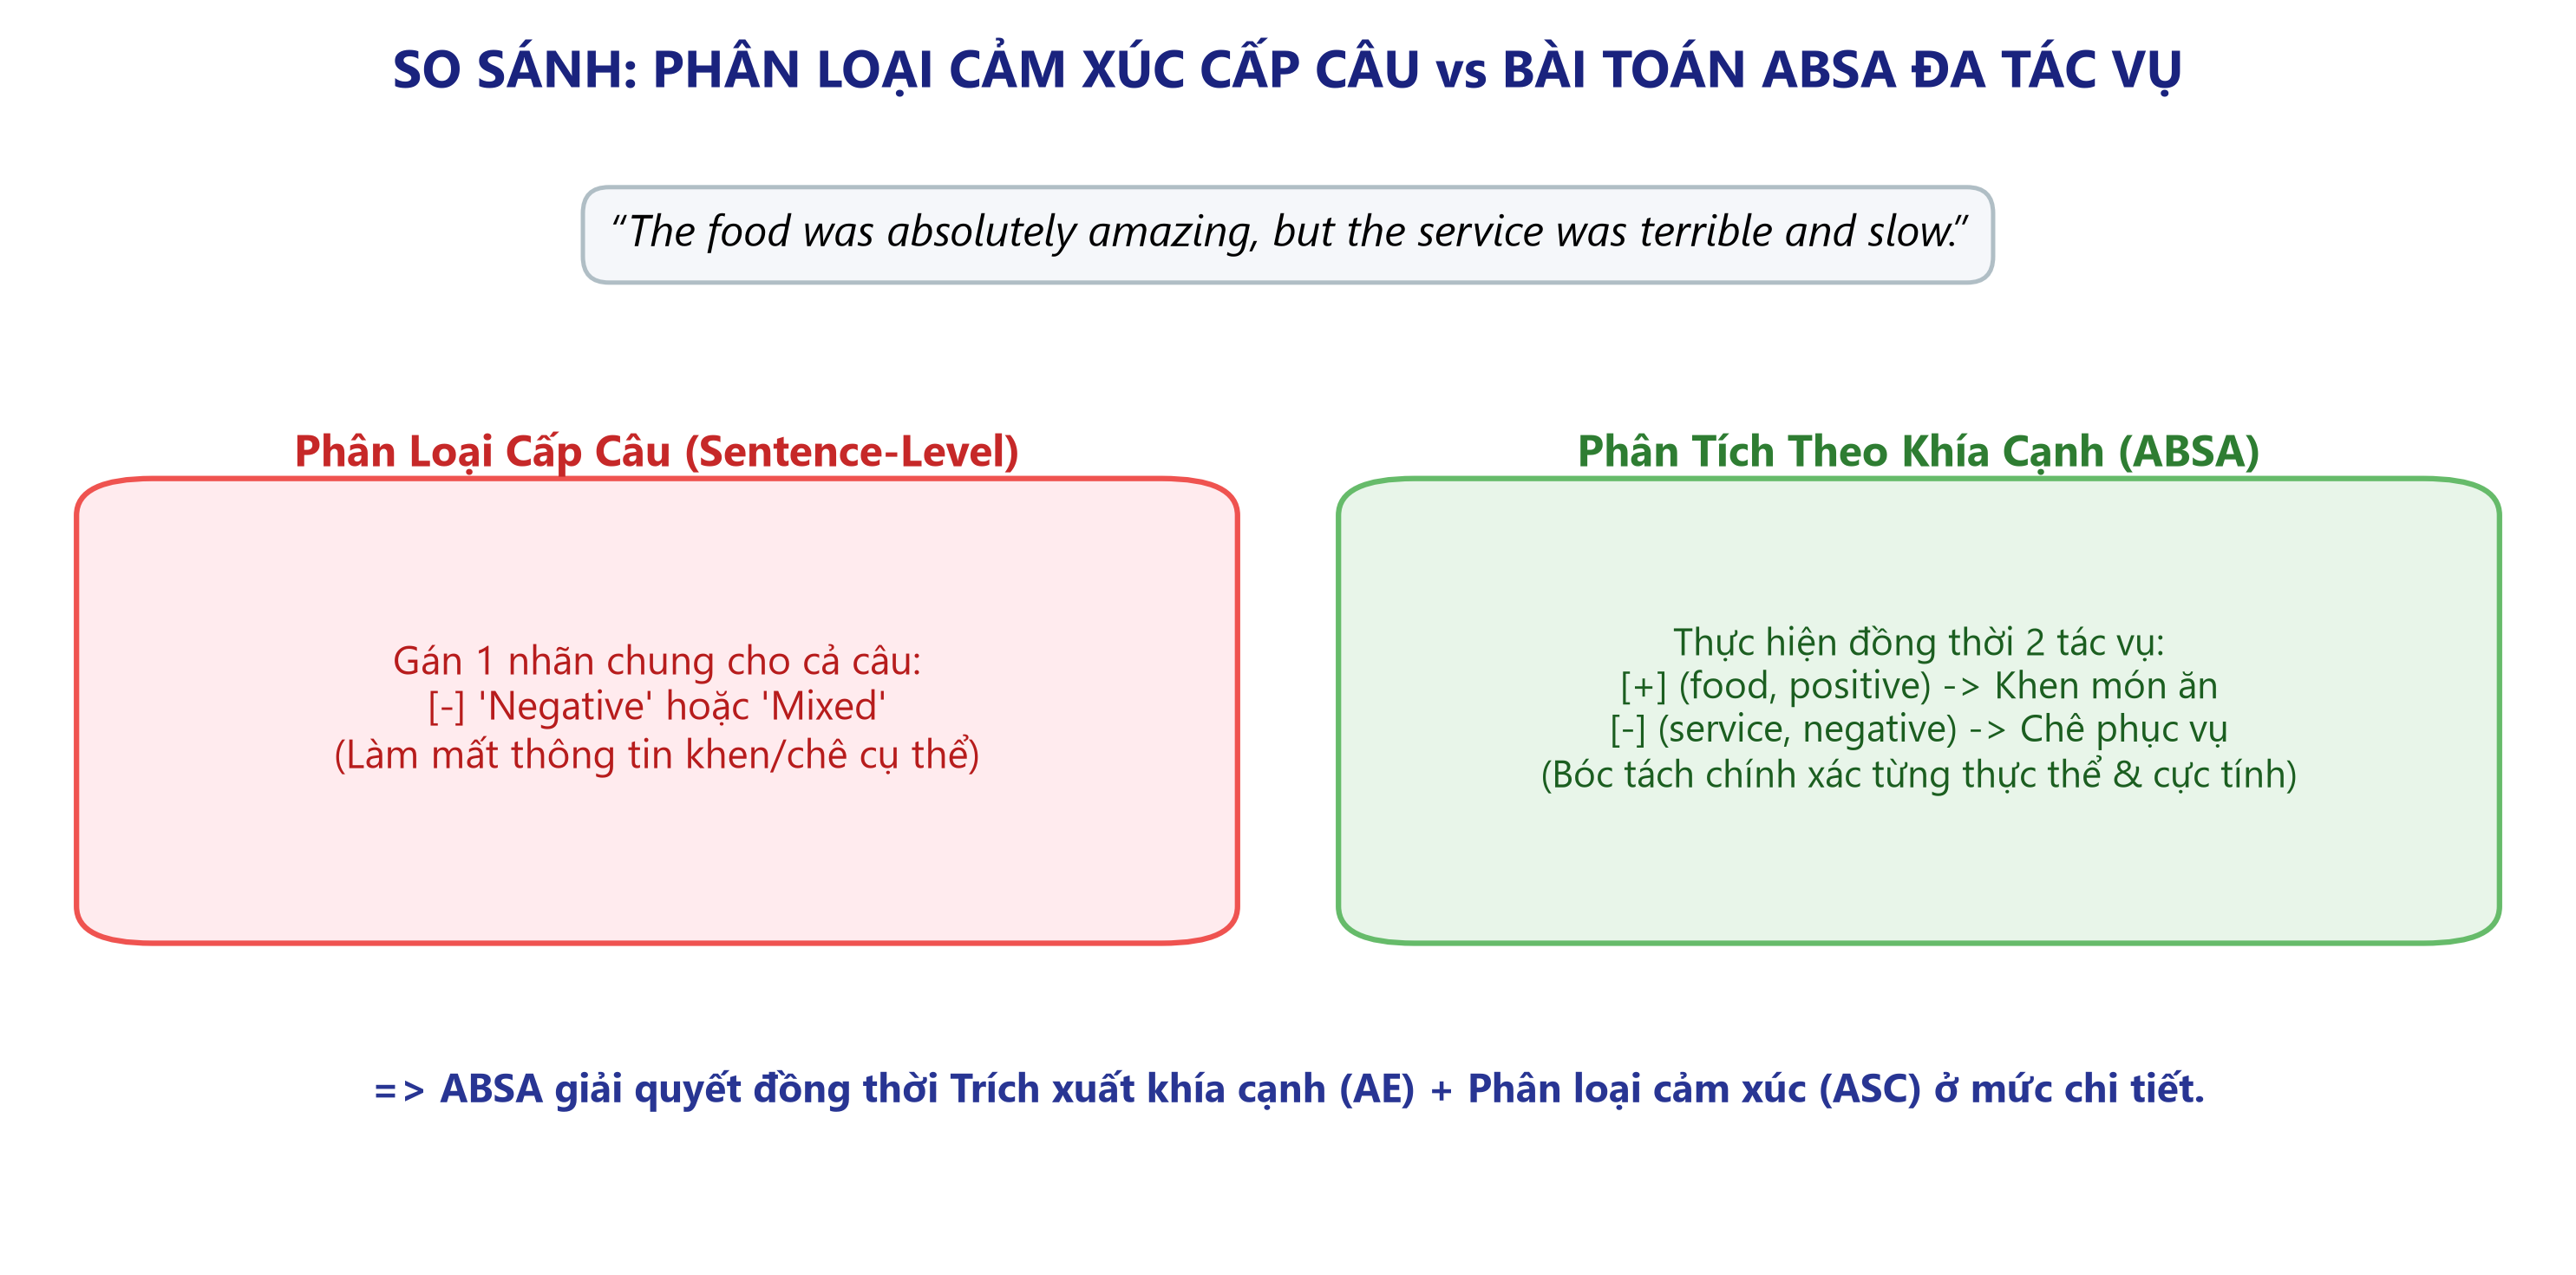 SO SÁNH: PHÂN LOẠI CẢM XÚC CẤP CÂU vs BÀI TOÁN ABSA ĐA TÁC VỤ
“The food was absolutely amazing, but the service was terrible and slow.”
Phân Loại Cấp Câu (Sentence-Level)
Gán 1 nhãn chung cho cả câu:
[-] 'Negative' hoặc 'Mixed'
(Làm mất thông tin khen/chê cụ thể)
Phân Tích Theo Khía Cạnh (ABSA)
Thực hiện đồng thời 2 tác vụ:
[+] (food, positive) -> Khen món ăn
[-] (service, negative) -> Chê phục vụ
(Bóc tách chính xác từng thực thể & cực tính)
=> ABSA giải quyết đồng thời Trích xuất khía cạnh (AE) + Phân loại cảm xúc (ASC) ở mức chi tiết.